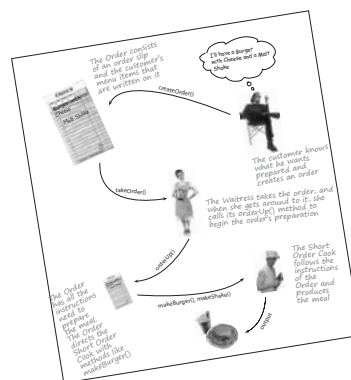 The Order consists
of an order slip
and the customer's
menu items that
are written on it
I'll have a Burger
with Cheese and a Malt
Shake
createOrder()
Burger with
Cheese
Malt Shake
The customer knows
what he wants
prepared and
creates an order
takeOrder()
The Waitress takes the order, and
when she gets around to it, she
calls its orderUp() method to
begin the order's preparation
orderUp()
The Order
has all the
instructions
need to
prepare
the meal.
The Order
directs the
Short Order
Cook with
methods like
makeBurger()
makeBurger(), makeShake()
The Short
Order Cook
follows the
instructions
of the
Order and
produces
the meal
output